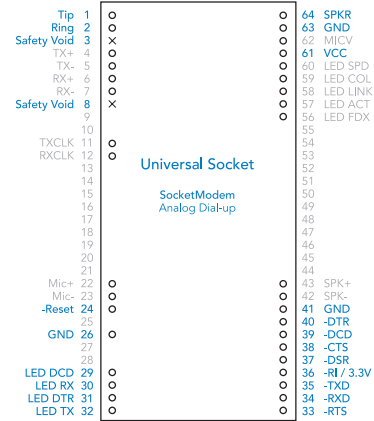 Tip 1 64 SPKR
Ring 2 63 GND
Safety Void 3 62 MICV
TX+ 4 61 VCC
TX- 5 60 LED SPD
RX+ 6 59 LED COL
RX- 7 58 LED LINK
Safety Void 8 57 LED ACT
9 56 LED FDX
10 55
TXCLK 11 54
RXCLK 12 53
Universal Socket
13 52
14 51
15 50
SocketModem
16 49
Analog Dial-up
17 48
18 47
19 46
20 45
21 44
Mic+ 22 43 SPK+
Mic- 23 42 SPK-
-Reset 24 41 GND
25 40 -DTR
GND 26 39 -DCD
27 38 -CTS
28 37 -DSR
LED DCD 29 36 -RI / 3.3V
LED RX 30 35 -TXD
LED DTR 31 34 -RXD
LED TX 32 33 -RTS